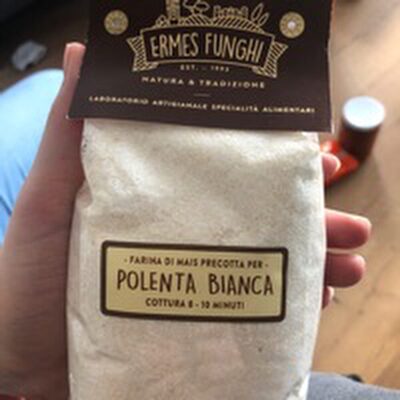 ERMES FUNGHI
EST. - 1993
NATURA & TRADIZIONE
LABORATORIO ARTIGIANALE SPECIALITÀ ALIMENTARI
- FARINA DI MAIS PRECOTTA PER -
POLENTA BIANCA
COTTURA 8 - 10 MINUTI